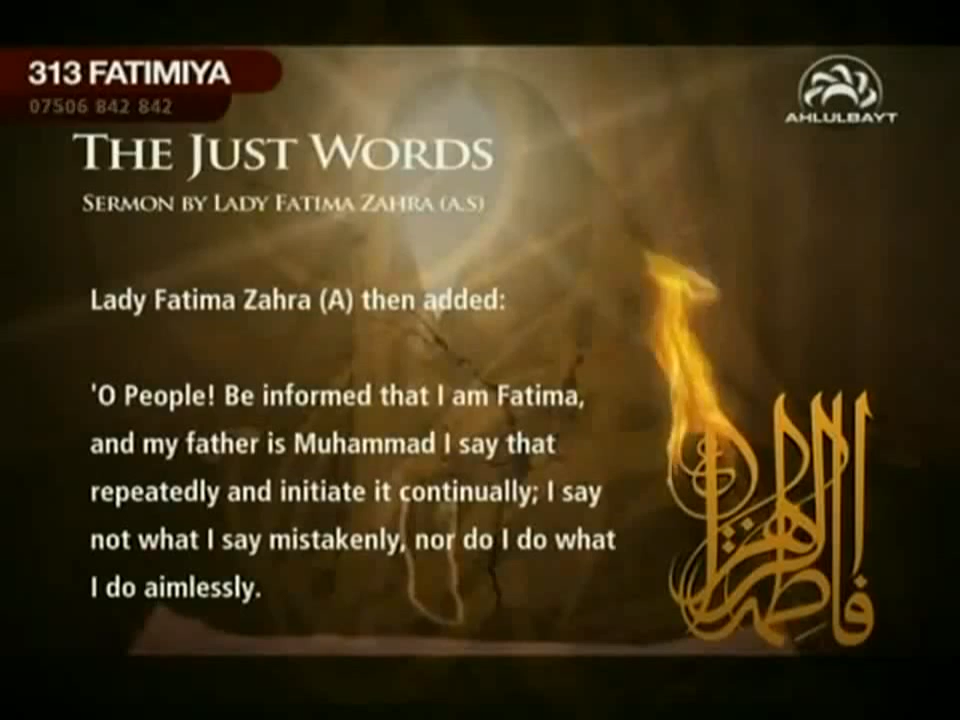 313 FATIMIYA
07506 842 842
AHLULBAYT
THE JUST WORDS
SERMON BY LADY FATIMA ZAHRA (A.S)
Lady Fatima Zahra (A) then added:
'O People! Be informed that I am Fatima,
and my father is Muhammad I say that
repeatedly and initiate it continually; I say
not what I say mistakenly, nor do I do what
I do aimlessly.
فاطمة الزهراء